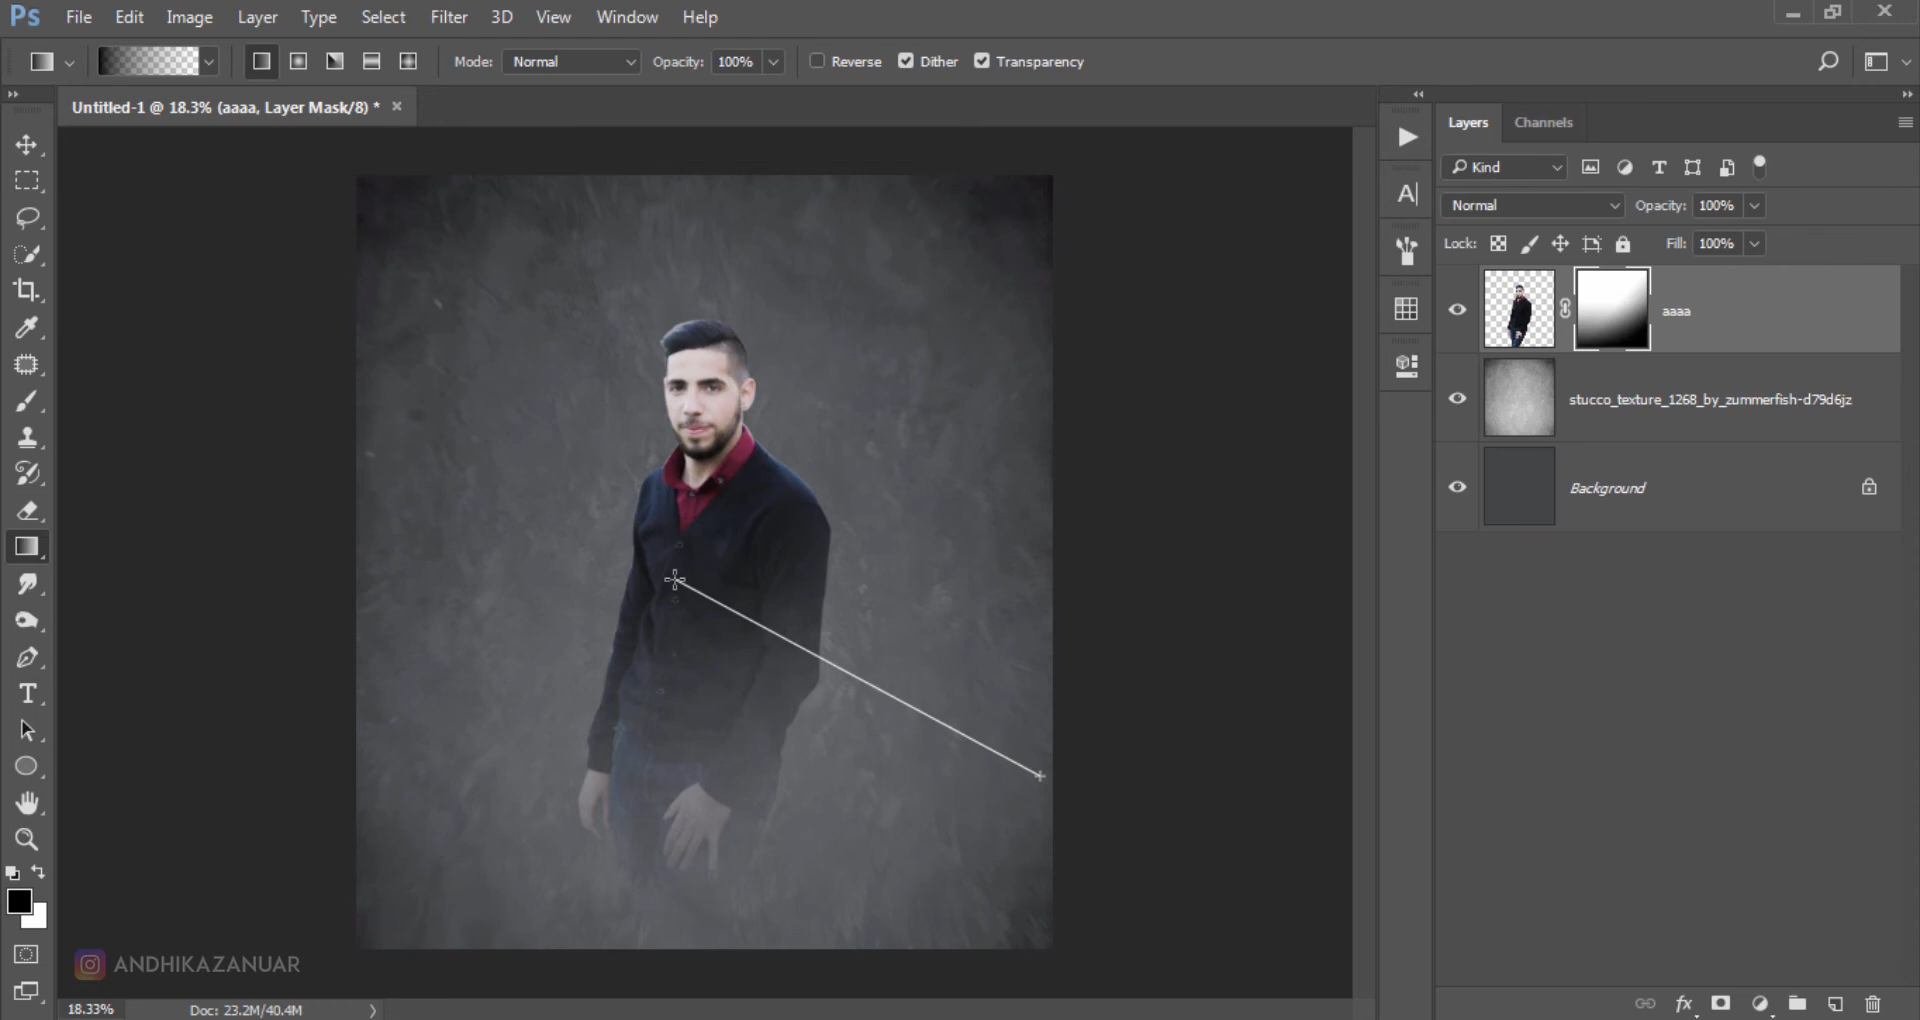 Ps File Edit Image Layer Type Select Filter 3D View Window Help
Mode: Normal Opacity: 100% Reverse Dither Transparency
Untitled-1 @ 18.3% (aaaa, Layer Mask/8) *
Layers Channels
Kind
Normal Opacity: 100%
Lock: Fill: 100%
aaaa
stucco_texture_1268_by_zummerfish-d79d6jz
Background
ANDHIKAZANUAR
18.33% Doc: 23.2M/40.4M
fx